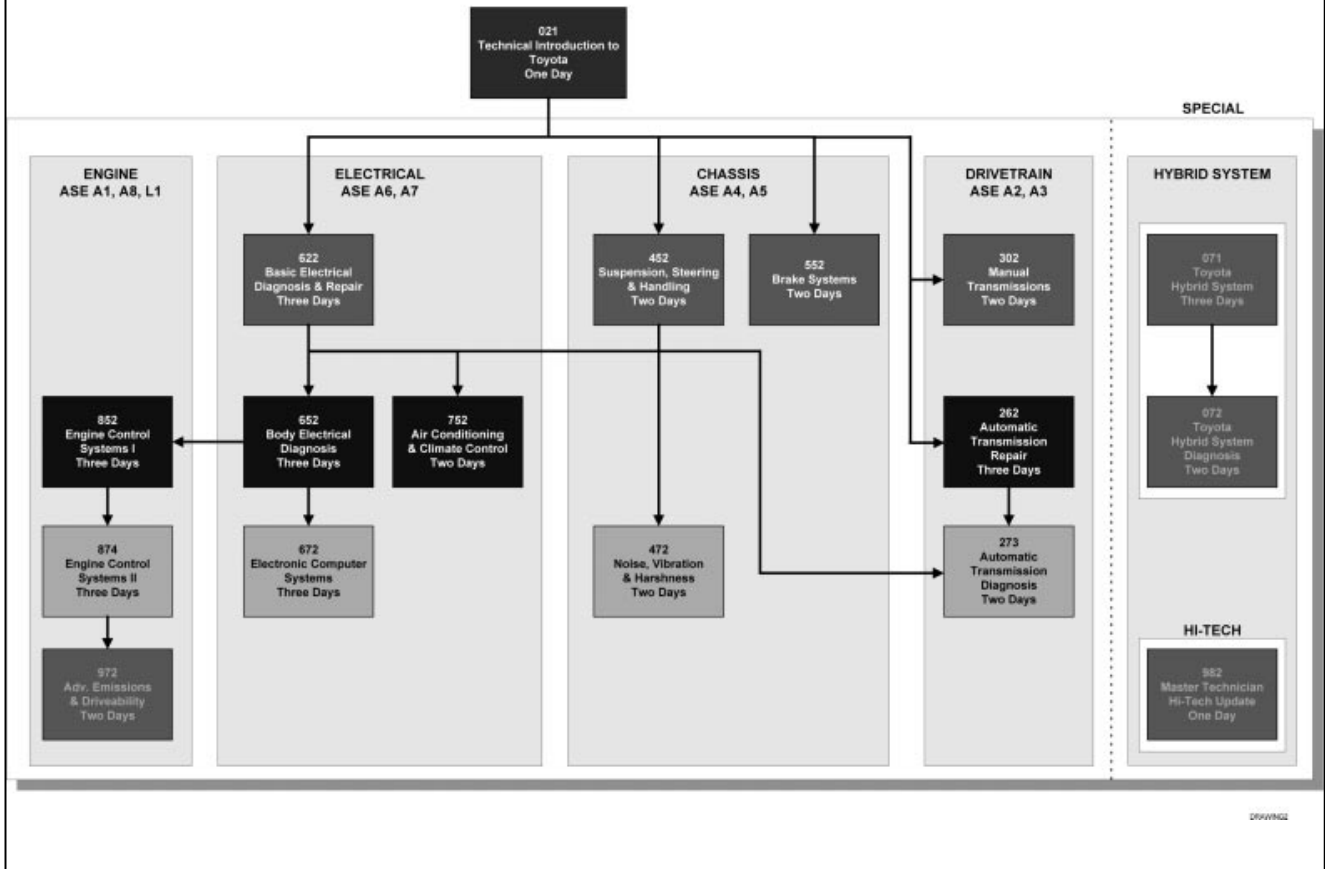 021
Technical Introduction to
Toyota
One Day
SPECIAL
ENGINE
ASE A1, A8, L1
ELECTRICAL
ASE A6, A7
CHASSIS
ASE A4, A5
DRIVETRAIN
ASE A2, A3
HYBRID SYSTEM
622
Basic Electrical
Diagnosis & Repair
Three Days
452
Suspension, Steering
& Handling
Two Days
552
Brake Systems
Two Days
302
Manual
Transmissions
Two Days
071
Toyota
Hybrid System
Three Days
852
Engine Control
Systems I
Three Days
652
Body Electrical
Diagnosis
Three Days
752
Air Conditioning
& Climate Control
Two Days
262
Automatic
Transmission
Repair
Three Days
072
Toyota
Hybrid System
Diagnosis
Two Days
874
Engine Control
Systems II
Three Days
672
Electronic Computer
Systems
Three Days
472
Noise, Vibration
& Harshness
Two Days
273
Automatic
Transmission
Diagnosis
Two Days
HI-TECH
972
Adv. Emissions
& Driveability
Two Days
982
Master Technician
Hi-Tech Update
One Day
DRAWING2